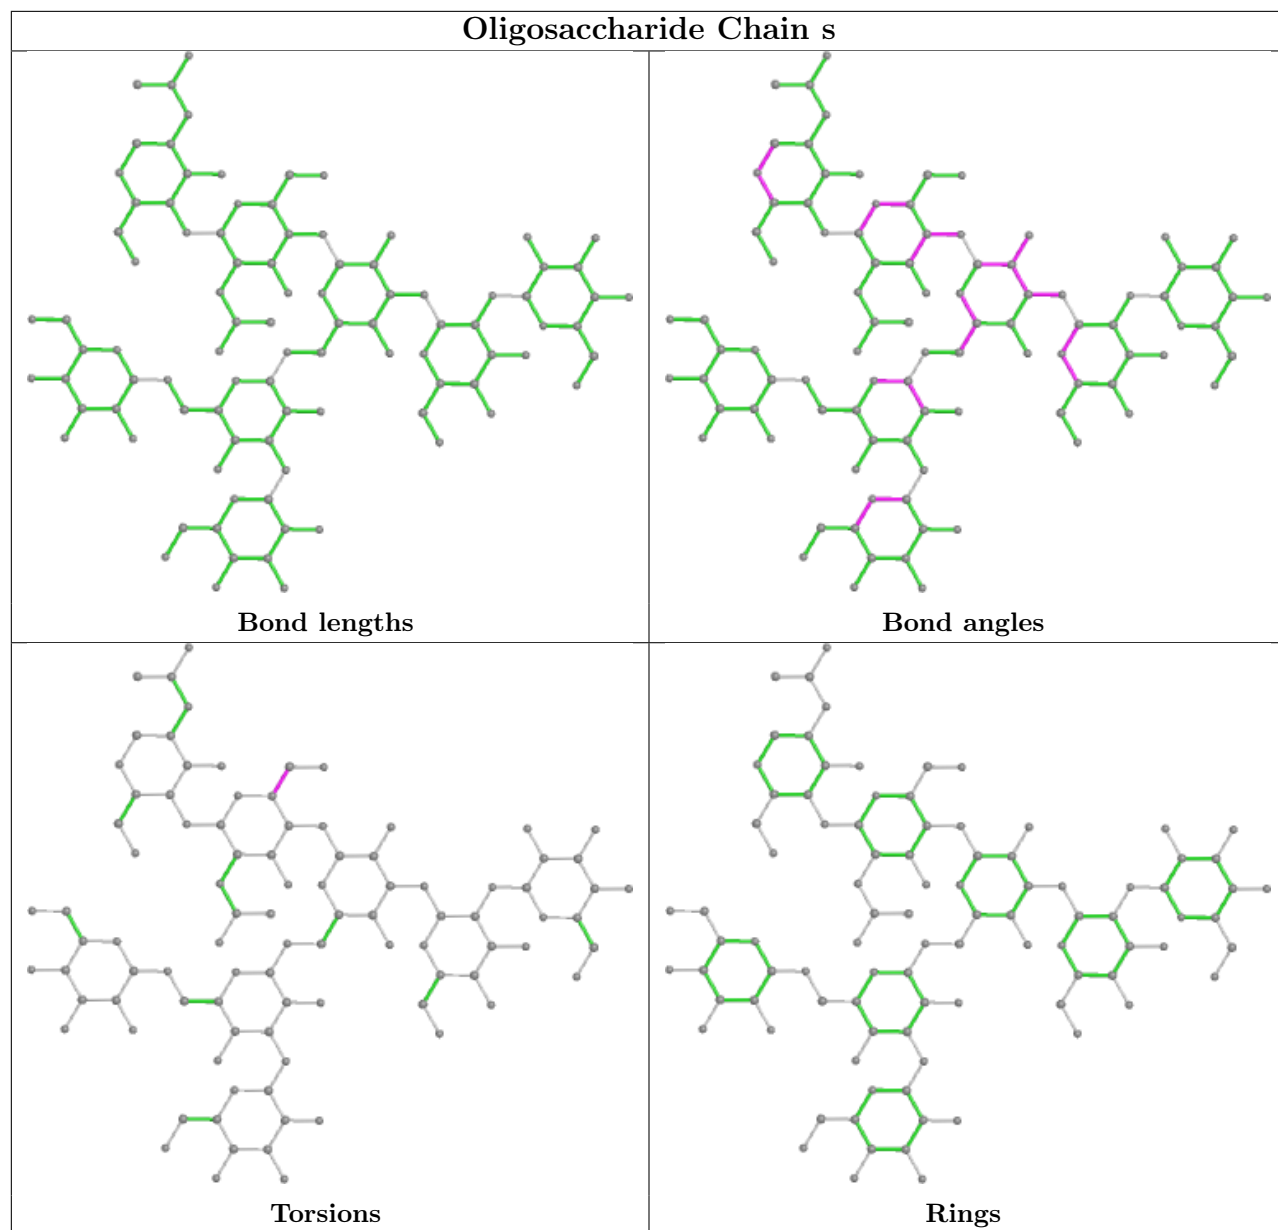 Oligosaccharide Chain s
Bond lengths
Bond angles
Torsions
Rings